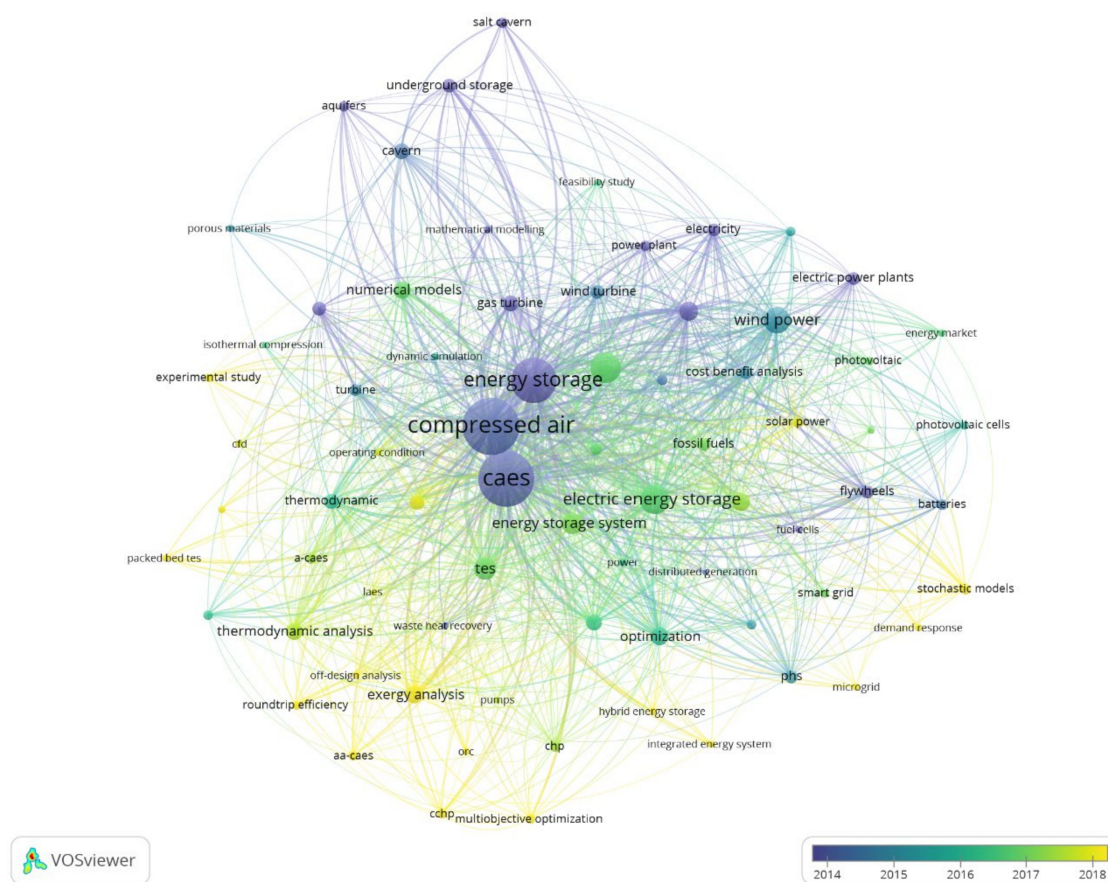 salt cavern
underground storage
aquifers
cavern
feasibility study
porous materials
mathematical modelling
electricity
power plant
electric power plants
numerical models
wind turbine
gas turbine
wind power
energy market
isothermal compression
dynamic simulation
photovoltaic
cost benefit analysis
experimental study
energy storage
turbine
solar power
compressed air
photovoltaic cells
cfd
operating condition
fossil fuels
caes
flywheels
thermodynamic
electric energy storage
batteries
energy storage system
fuel cells
packed bed tes
a-caes
power
tes
distributed generation
stochastic models
laes
smart grid
thermodynamic analysis
waste heat recovery
demand response
optimization
off-design analysis
phs
microgrid
exergy analysis
roundtrip efficiency
pumps
hybrid energy storage
integrated energy system
aa-caes
orc
chp
cchp
multiobjective optimization
VOSviewer
2014 2015 2016 2017 2018